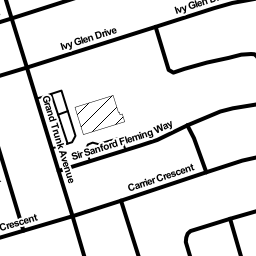 Ivy Glen D
Ivy Glen Drive
Grand Trunk Avenue
Sir Sanford Fleming Way
Carrier Crescent
Crescent